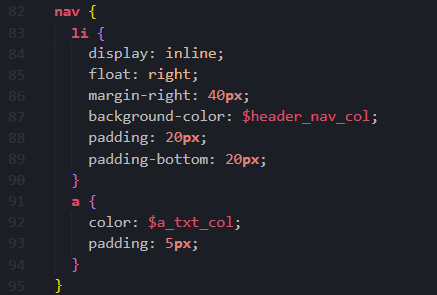 82 nav {
83 li {
84 display: inline;
85 float: right;
86 margin-right: 40px;
87 background-color: $header_nav_col;
88 padding: 20px;
89 padding-bottom: 20px;
90 }
91 a {
92 color: $a_txt_col;
93 padding: 5px;
94 }
95 }